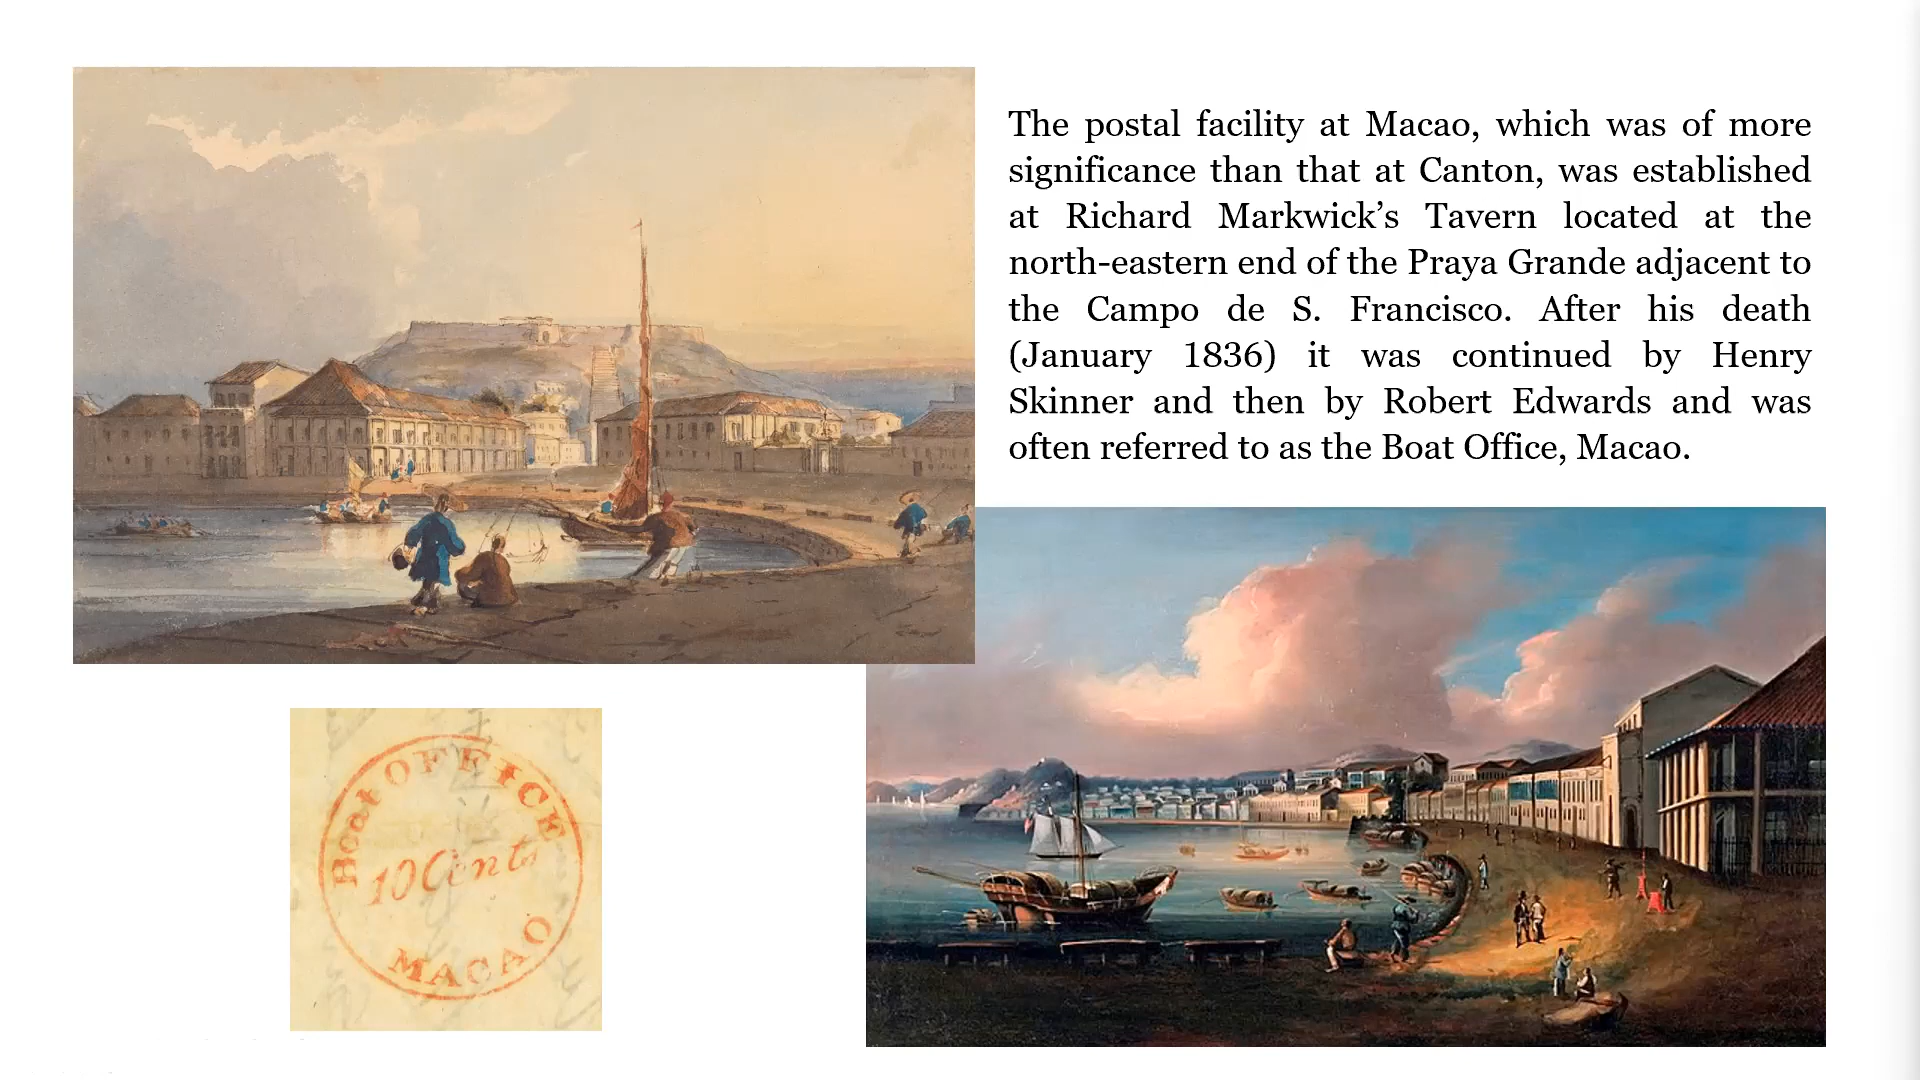 The postal facility at Macao, which was of more
significance than that at Canton, was established
at Richard Markwick’s Tavern located at the
north-eastern end of the Praya Grande adjacent to
the Campo de S. Francisco. After his death
(January 1836) it was continued by Henry
Skinner and then by Robert Edwards and was
often referred to as the Boat Office, Macao.
Boat OFFICE
10 Cents
MACAO